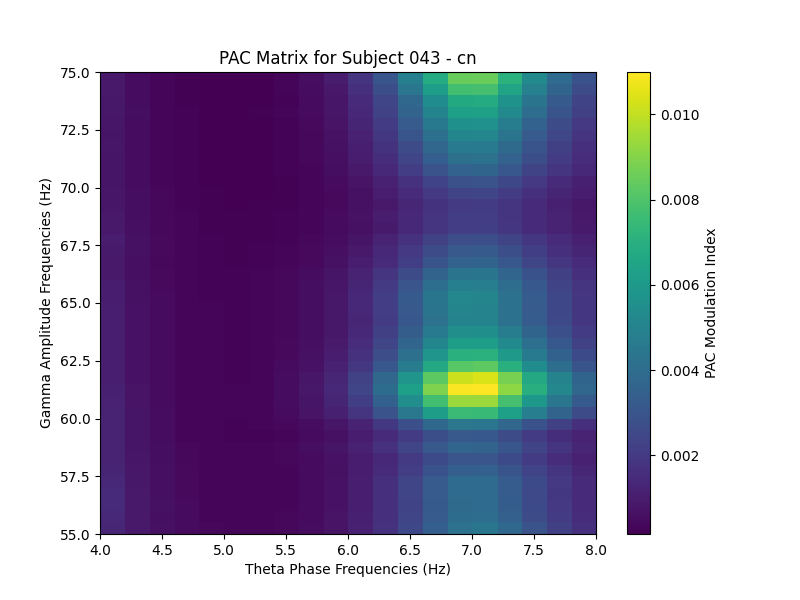 PAC Matrix for Subject 043 - cn
75.0
72.5
70.0
67.5
65.0
62.5
60.0
57.5
55.0
Gamma Amplitude Frequencies (Hz)
4.0 4.5 5.0 5.5 6.0 6.5 7.0 7.5 8.0
Theta Phase Frequencies (Hz)
0.010
0.008
0.006
0.004
0.002
PAC Modulation Index